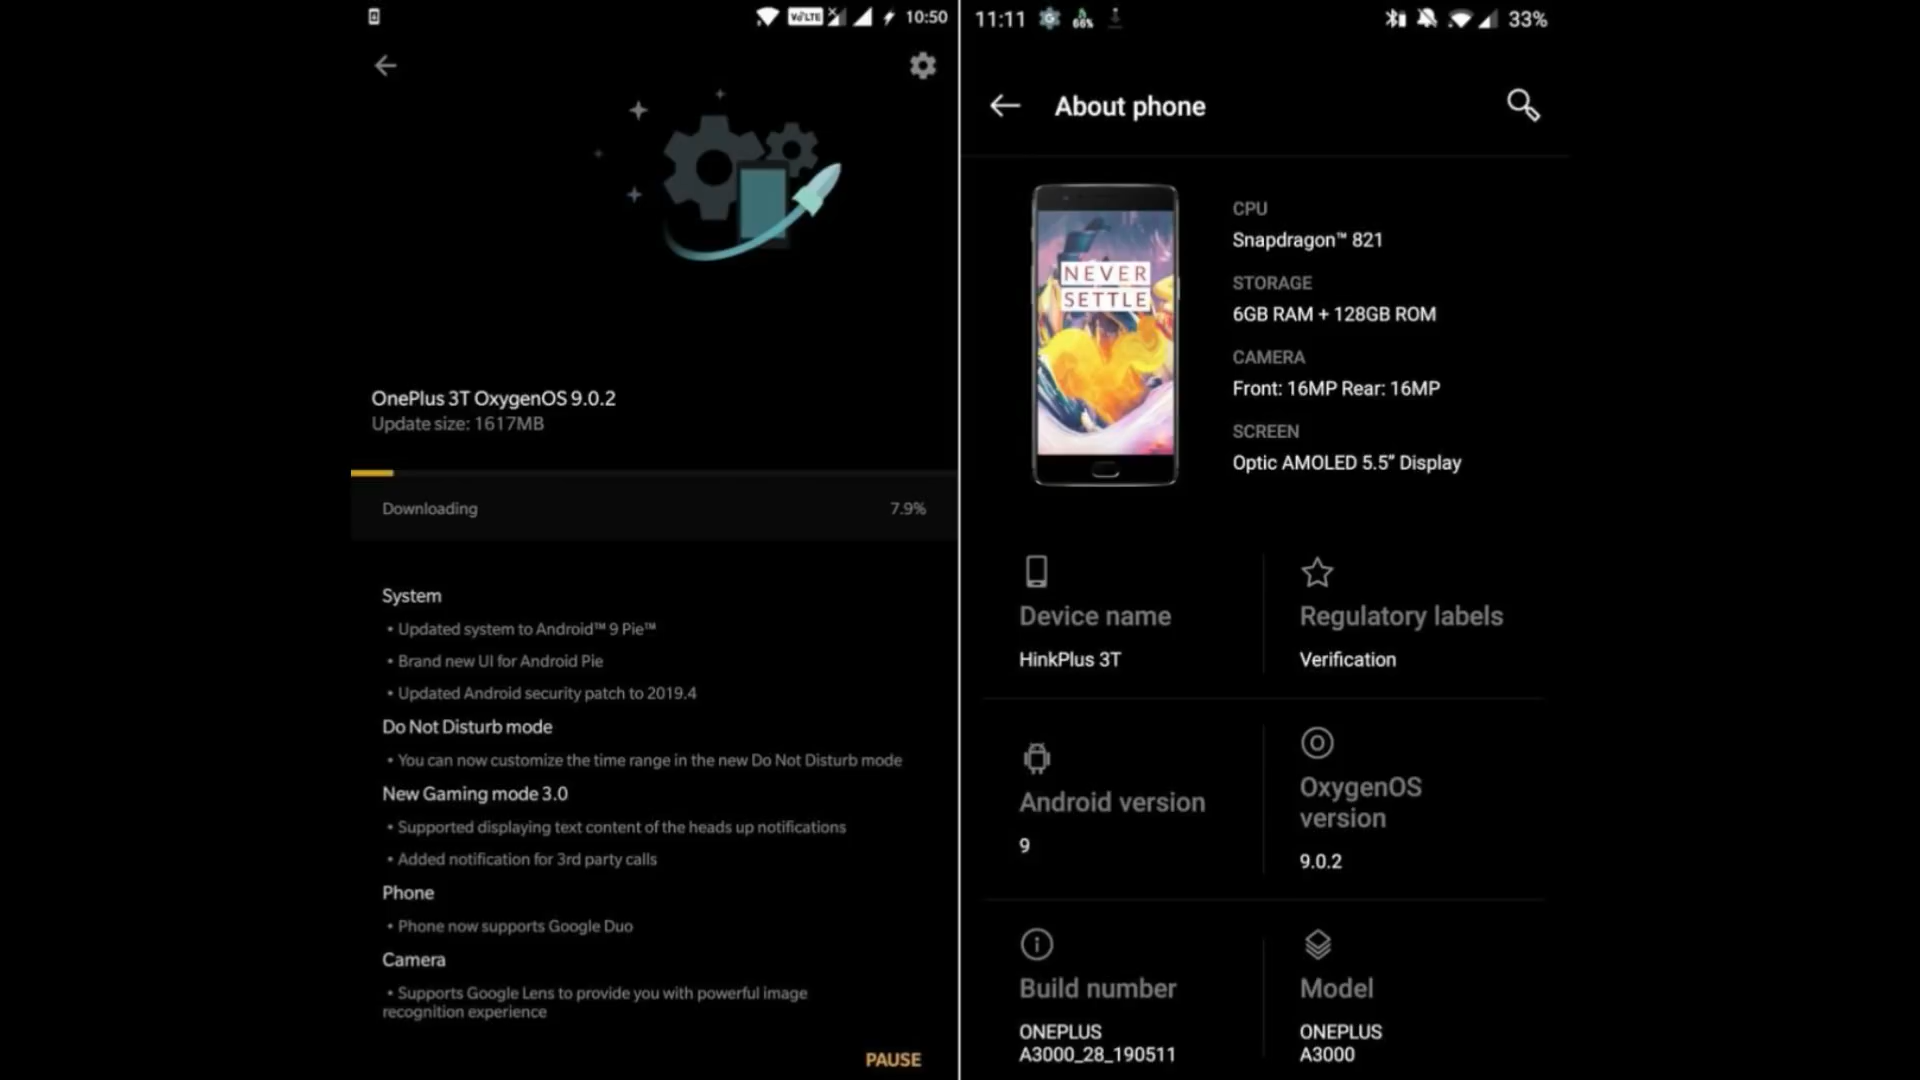 VoLTE 10:50
OnePlus 3T OxygenOS 9.0.2
Update size: 1617MB
Downloading 7.9%
System
• Updated system to Android™ 9 Pie™
• Brand new UI for Android Pie
• Updated Android security patch to 2019.4
Do Not Disturb mode
• You can now customize the time range in the new Do Not Disturb mode
New Gaming mode 3.0
• Supported displaying text content of the heads up notifications
• Added notification for 3rd party calls
Phone
• Phone now supports Google Duo
Camera
• Supports Google Lens to provide you with powerful image
recognition experience
PAUSE
11:11 66% 33%
About phone
NEVER
SETTLE
CPU
Snapdragon™ 821
STORAGE
6GB RAM + 128GB ROM
CAMERA
Front: 16MP Rear: 16MP
SCREEN
Optic AMOLED 5.5” Display
Device name
HinkPlus 3T
Regulatory labels
Verification
Android version
9
OxygenOS
version
9.0.2
Build number
ONEPLUS
A3000_28_190511
Model
ONEPLUS
A3000